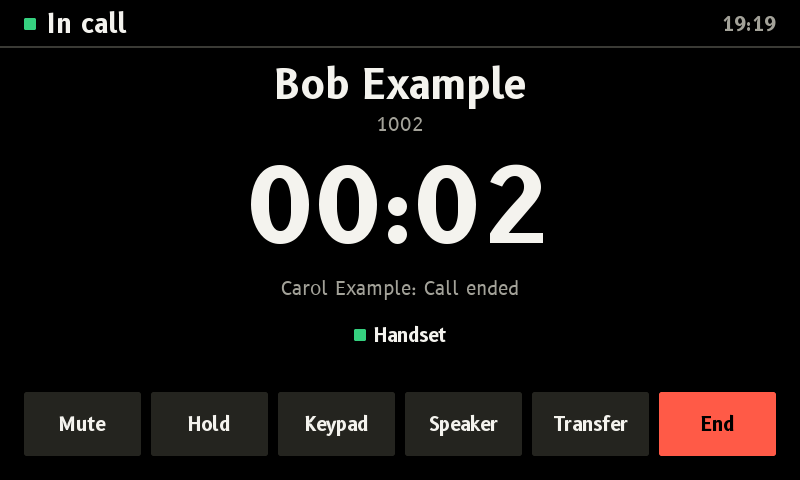 In call
19:19
Bob Example
1002
00:02
Carol Example: Call ended
Handset
Mute
Hold
Keypad
Speaker
Transfer
End